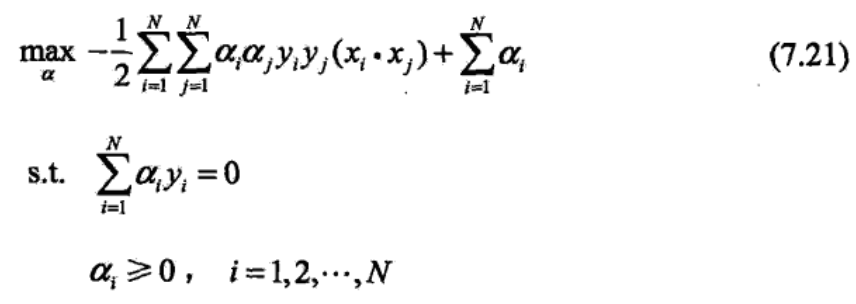 max_α −1/2 ∑_{i=1}^{N} ∑_{j=1}^{N} α_i α_j y_i y_j (x_i • x_j) + ∑_{i=1}^{N} α_i (7.21)
s.t. ∑_{i=1}^{N} α_i y_i = 0
α_i ⩾ 0 , i = 1,2,⋯,N